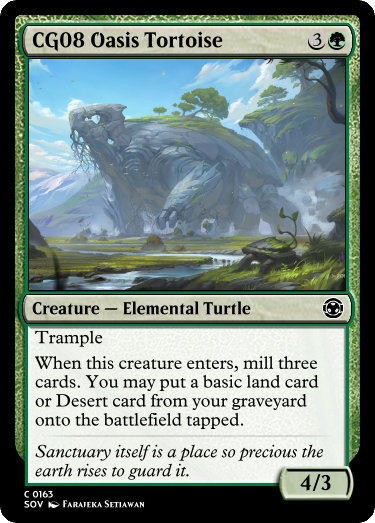 CG08 Oasis Tortoise 3
Creature — Elemental Turtle
Trample
When this creature enters, mill three
cards. You may put a basic land card
or Desert card from your graveyard
onto the battlefield tapped.
Sanctuary itself is a place so precious the
earth rises to guard it.
4/3
C 0163
SOV Farajeka Setiawan